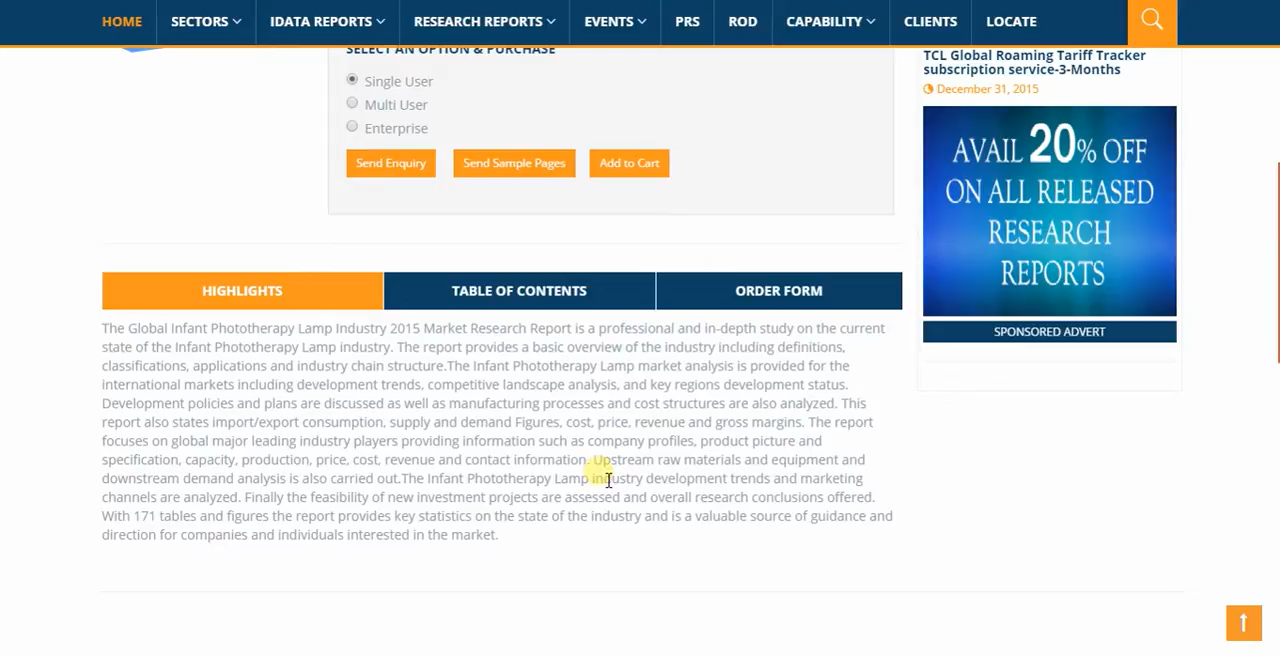 HOME SECTORS IDATA REPORTS RESEARCH REPORTS EVENTS PRS ROD CAPABILITY CLIENTS LOCATE
SELECT AN OPTION & PURCHASE
Single User
Multi User
Enterprise
Send Enquiry Send Sample Pages Add to Cart
TCL Global Roaming Tariff Tracker
subscription service-3-Months
December 31, 2015
AVAIL 20% OFF
ON ALL RELEASED
RESEARCH
REPORTS
SPONSORED ADVERT
HIGHLIGHTS TABLE OF CONTENTS ORDER FORM
The Global Infant Phototherapy Lamp Industry 2015 Market Research Report is a professional and in-depth study on the current
state of the Infant Phototherapy Lamp industry. The report provides a basic overview of the industry including definitions,
classifications, applications and industry chain structure.The Infant Phototherapy Lamp market analysis is provided for the
international markets including development trends, competitive landscape analysis, and key regions development status.
Development policies and plans are discussed as well as manufacturing processes and cost structures are also analyzed. This
report also states import/export consumption, supply and demand Figures, cost, price, revenue and gross margins. The report
focuses on global major leading industry players providing information such as company profiles, product picture and
specification, capacity, production, price, cost, revenue and contact information. Upstream raw materials and equipment and
downstream demand analysis is also carried out.The Infant Phototherapy Lamp industry development trends and marketing
channels are analyzed. Finally the feasibility of new investment projects are assessed and overall research conclusions offered.
With 171 tables and figures the report provides key statistics on the state of the industry and is a valuable source of guidance and
direction for companies and individuals interested in the market.